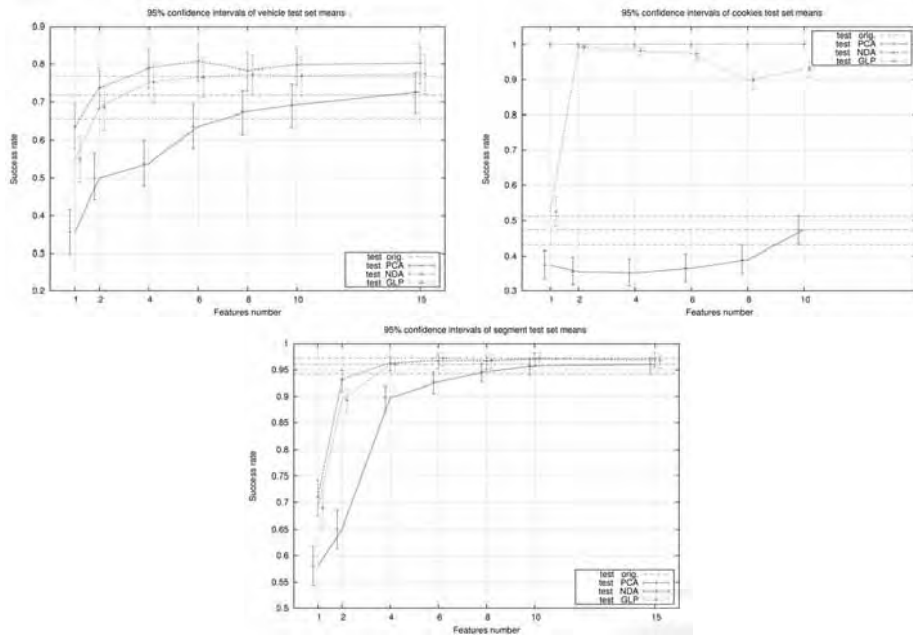 95% confidence intervals of vehicle test set means
0.9
0.8
0.7
0.6
0.5
0.4
0.3
0.2
Success rate
1 2 4 6 8 10 15
Features number
test orig.
test PCA
test NDA
test GLP
95% confidence intervals of cookies test set means
1
0.9
0.8
0.7
0.6
0.5
0.4
0.3
Success rate
1 2 4 6 8 10
Features number
test orig.
test PCA
test NDA
test GLP
95% confidence intervals of segment test set means
1
0.95
0.9
0.85
0.8
0.75
0.7
0.65
0.6
0.55
0.5
Success rate
1 2 4 6 8 10 15
Features number
test orig.
test PCA
test NDA
test GLP